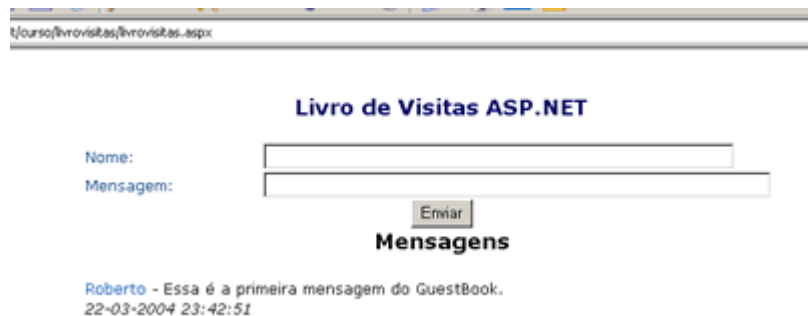 t/curso/livrovisitas/livrovisitas.aspx
Livro de Visitas ASP.NET
Nome:
Mensagem:
Enviar
Mensagens
Roberto - Essa é a primeira mensagem do GuestBook.
22-03-2004 23:42:51